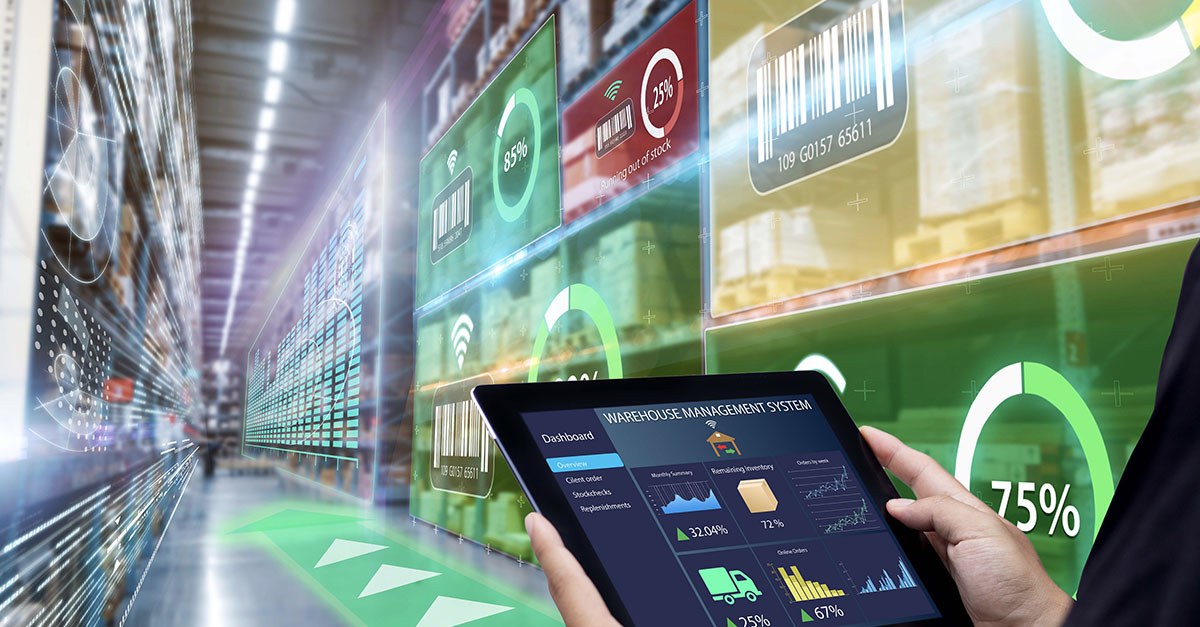 85%
25%
Running out of stock
109 G0157 65611
109 G0157 65611
75%
WAREHOUSE MANAGEMENT SYSTEM
Dashboard
Overview
Client order
Stockchecks
Replenishments
Monthly Summary
32.04%
Remaining Inventory
72 %
Orders by week
25%
Online Orders
67%